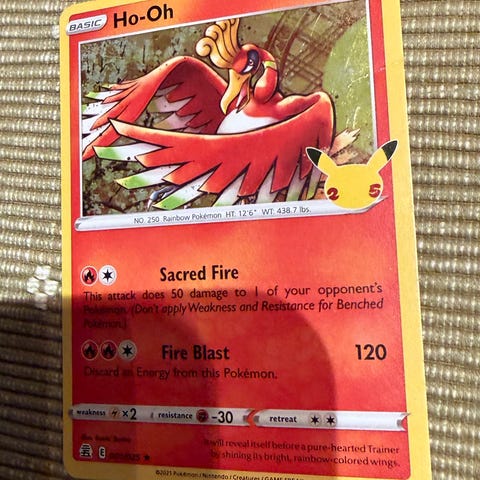 BASIC Ho-Oh
25
NO. 250 Rainbow Pokémon HT: 12'6" WT: 438.7 lbs.
Sacred Fire
This attack does 50 damage to 1 of your opponent's
Pokémon. (Don't apply Weakness and Resistance for Benched
Pokémon.)
Fire Blast 120
Discard an Energy from this Pokémon.
weakness ×2 resistance -30 retreat
E 001/025 ★
It will reveal itself before a pure-hearted Trainer
by shining its bright, rainbow-colored wings.
©2021 Pokémon / Nintendo / Creatures / GAME FREAK